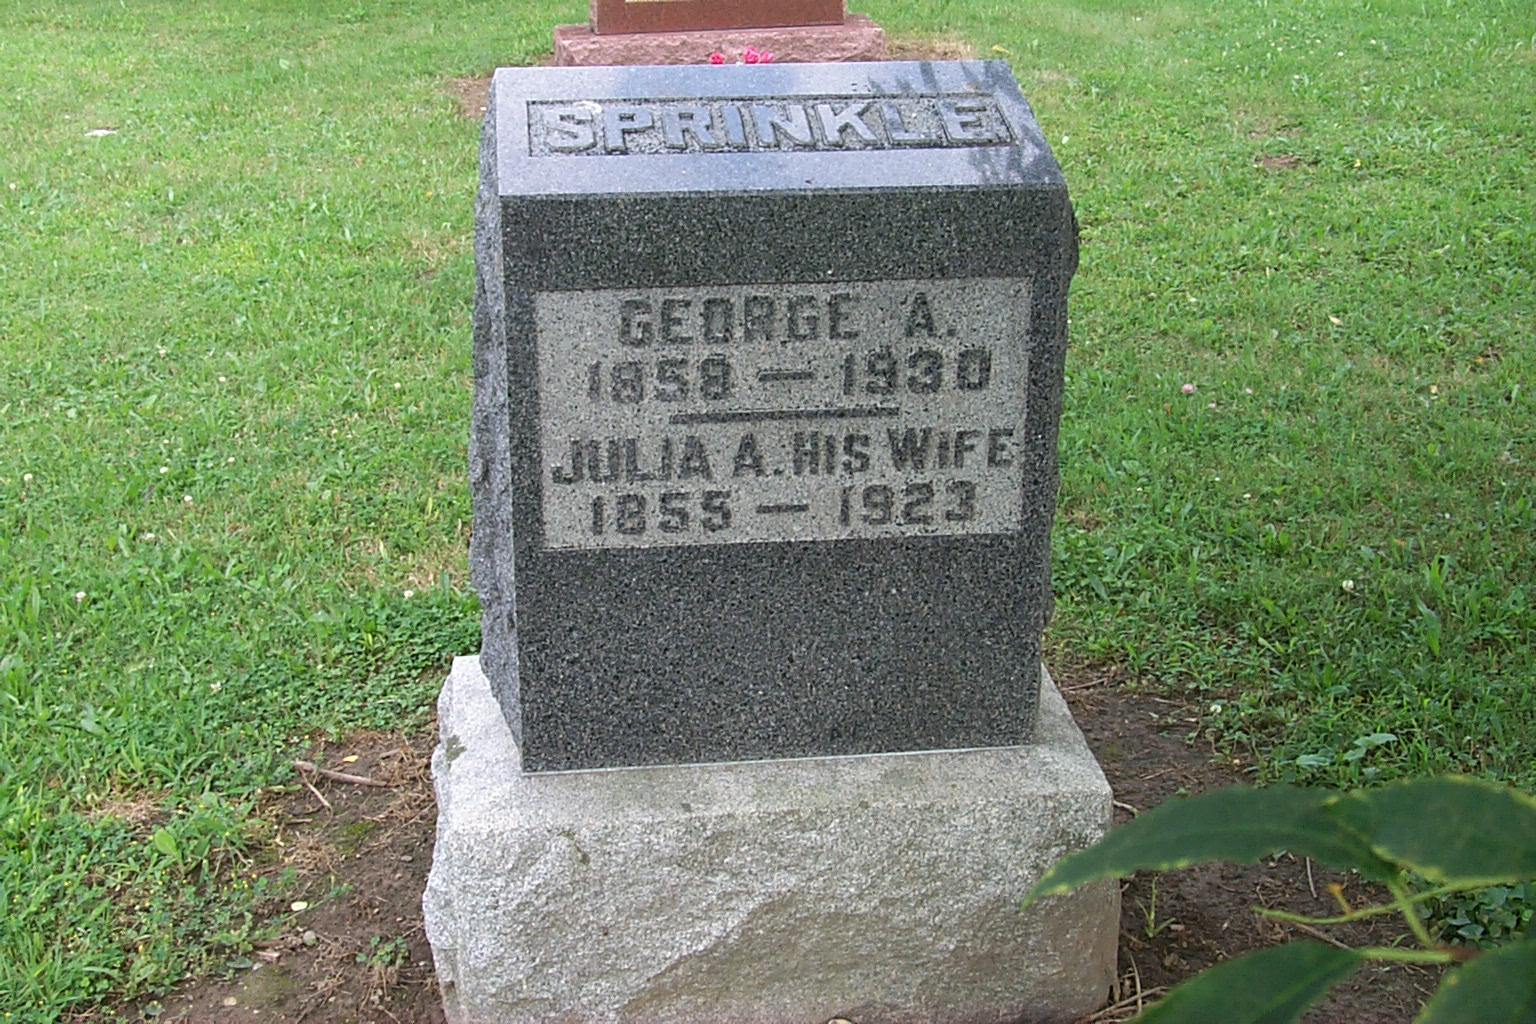 SPRINKLE
GEORGE A.
1858 — 1930
JULIA A. HIS WIFE
1855 — 1923